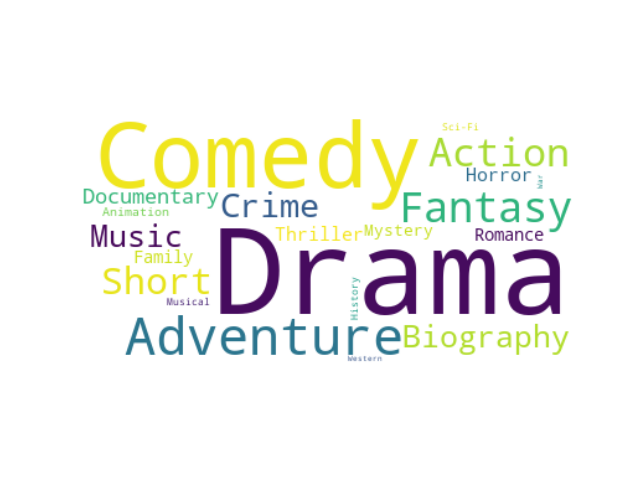 Comedy
Sci-Fi
Action
Horror
War
Documentary
Crime
Fantasy
Animation
Music
Thriller
Mystery
Romance
Drama
Family
Short
History
Musical
Adventure
Biography
Western